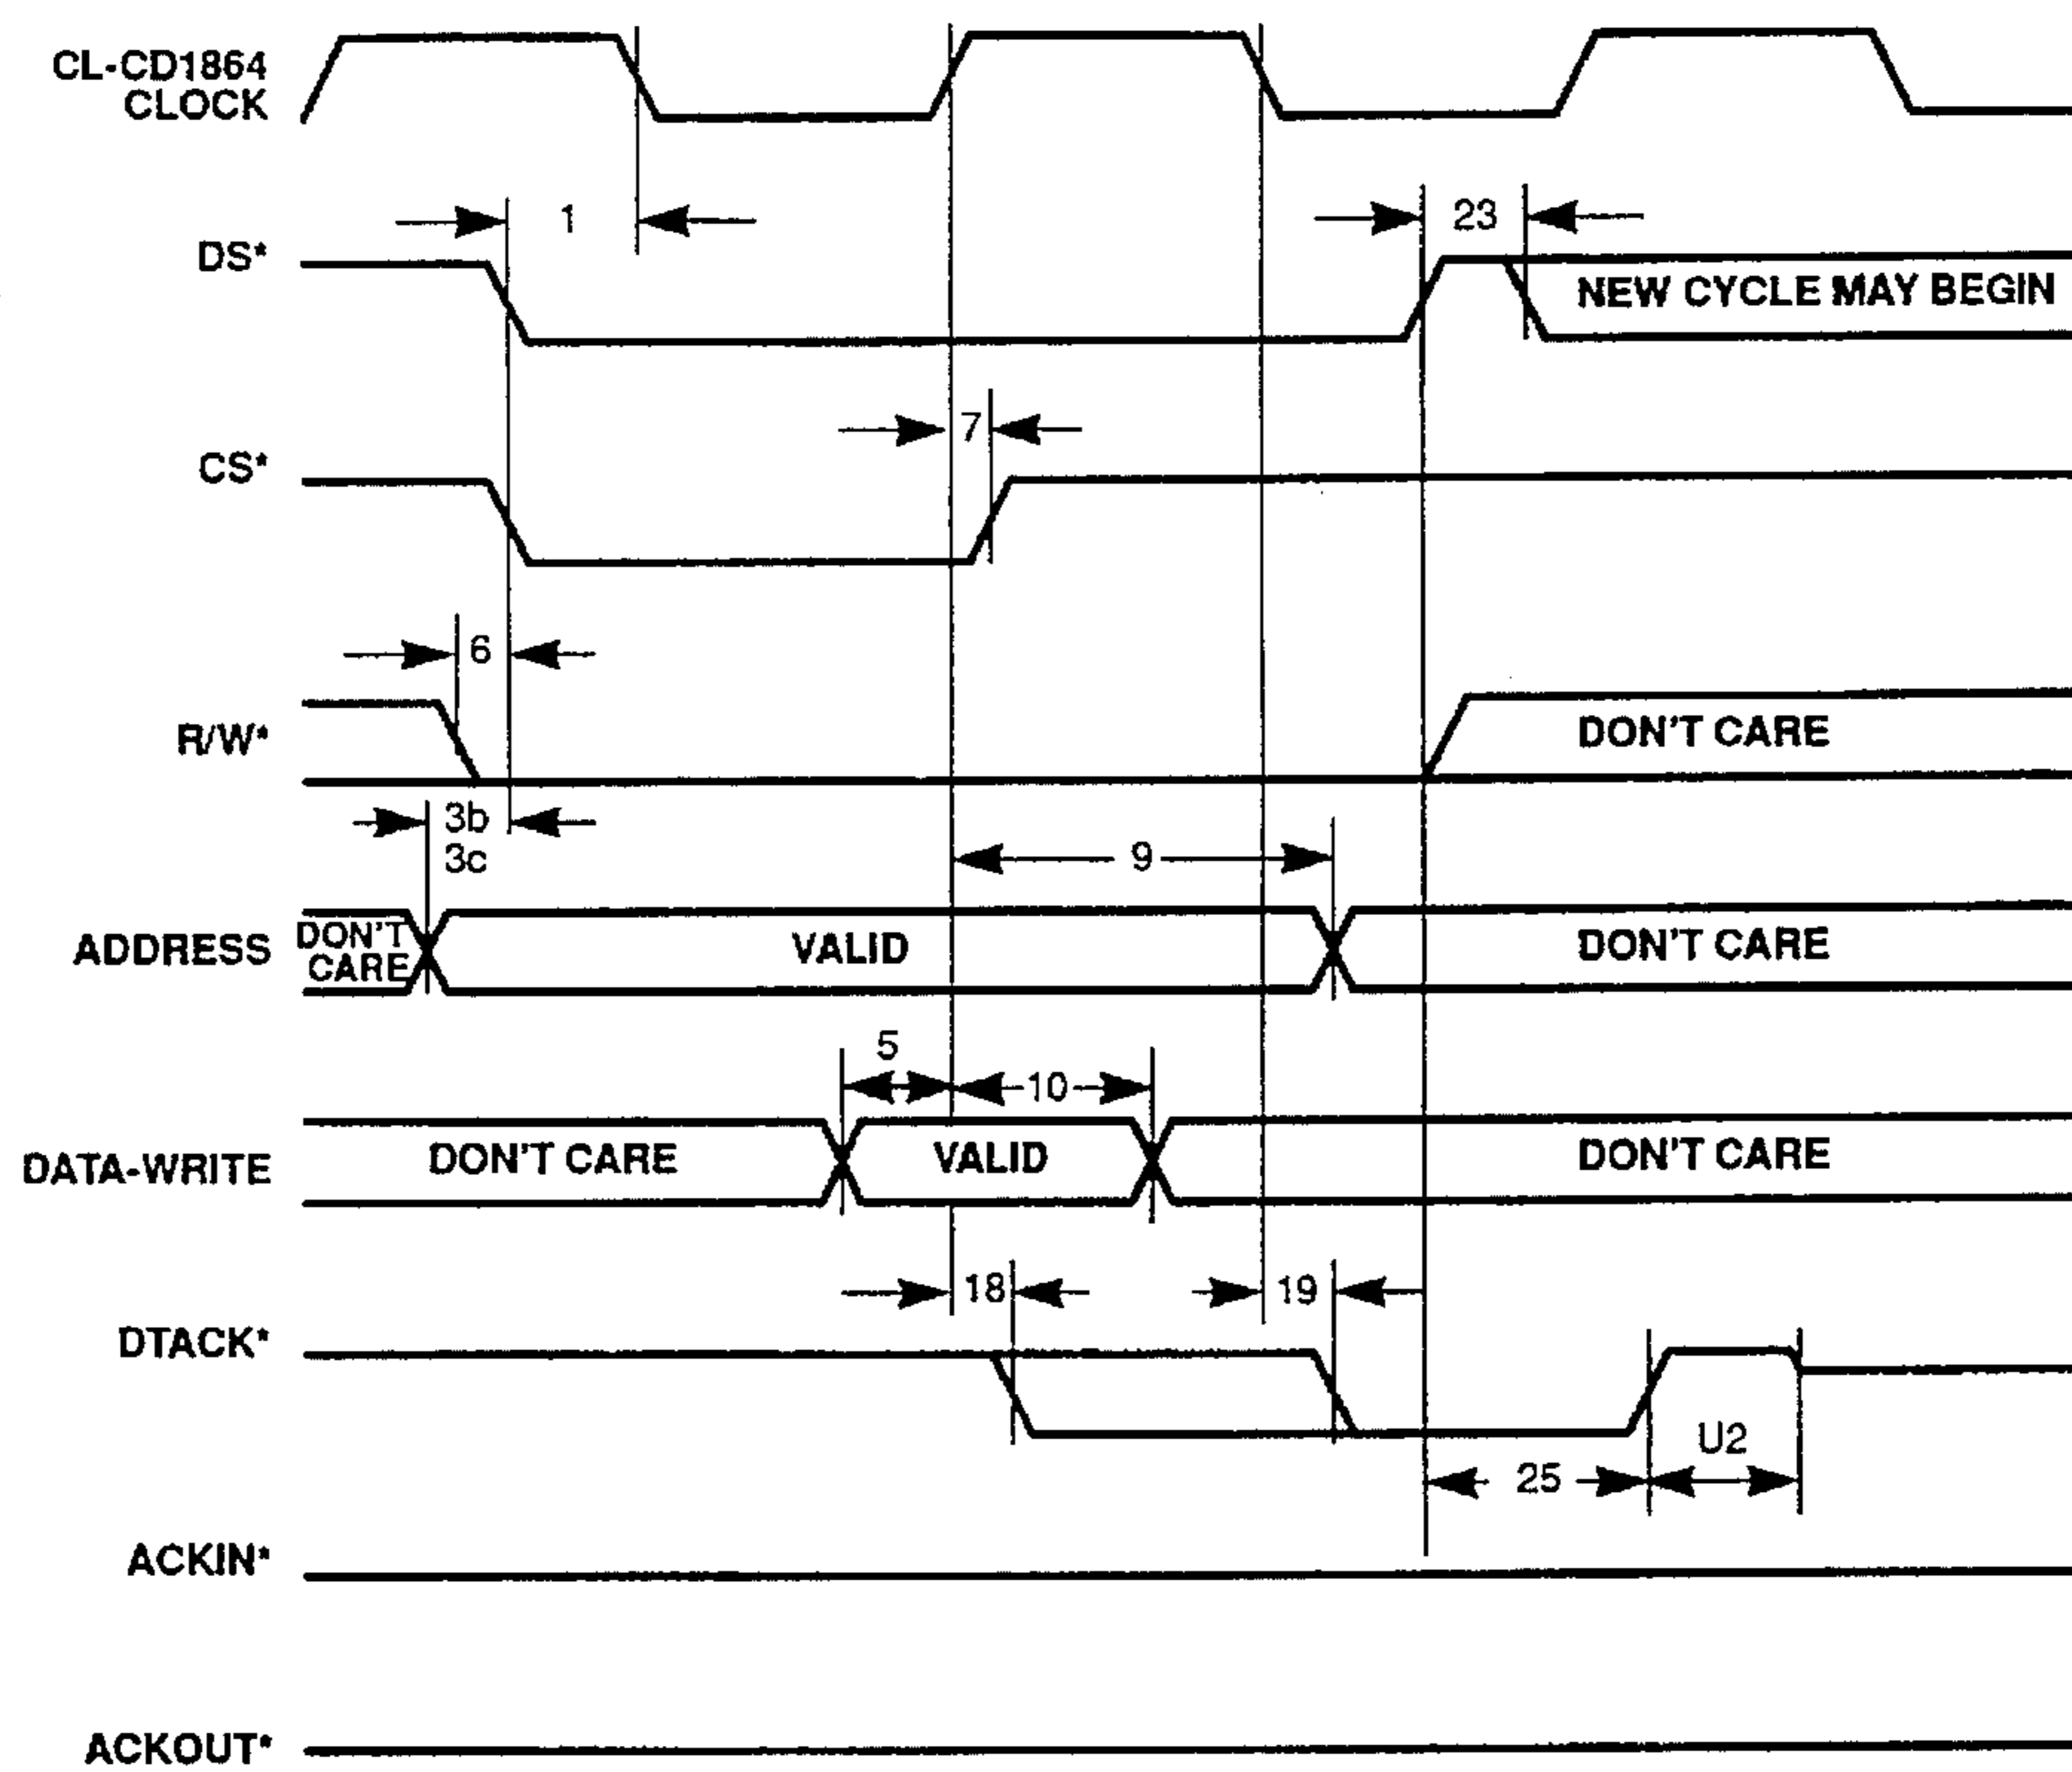 CL-CD1864
CLOCK
1
23
DS*
NEW CYCLE MAY BEGIN
7
CS*
6
R/W*
DON'T CARE
3b
3c
9
ADDRESS
DON'T
CARE
VALID
DON'T CARE
5
10
DATA-WRITE
DON'T CARE
VALID
DON'T CARE
18
19
DTACK*
U2
25
ACKIN*
ACKOUT*